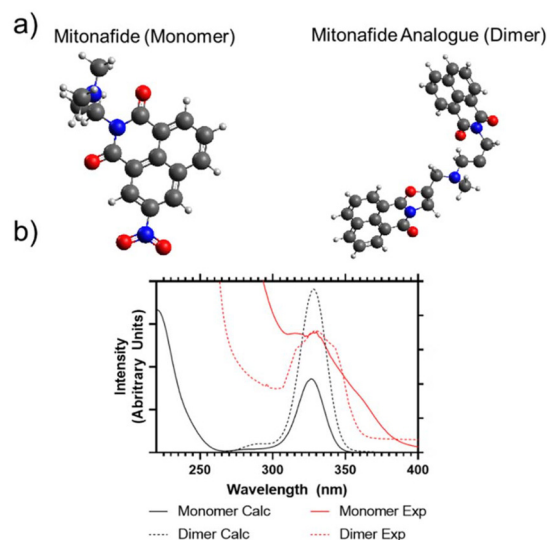 a)
Mitonafide (Monomer)
Mitonafide Analogue (Dimer)
b)
Intensity
(Abritrary Units)
250
300
350
400
Wavelength (nm)
Monomer Calc
Monomer Exp
Dimer Calc
Dimer Exp